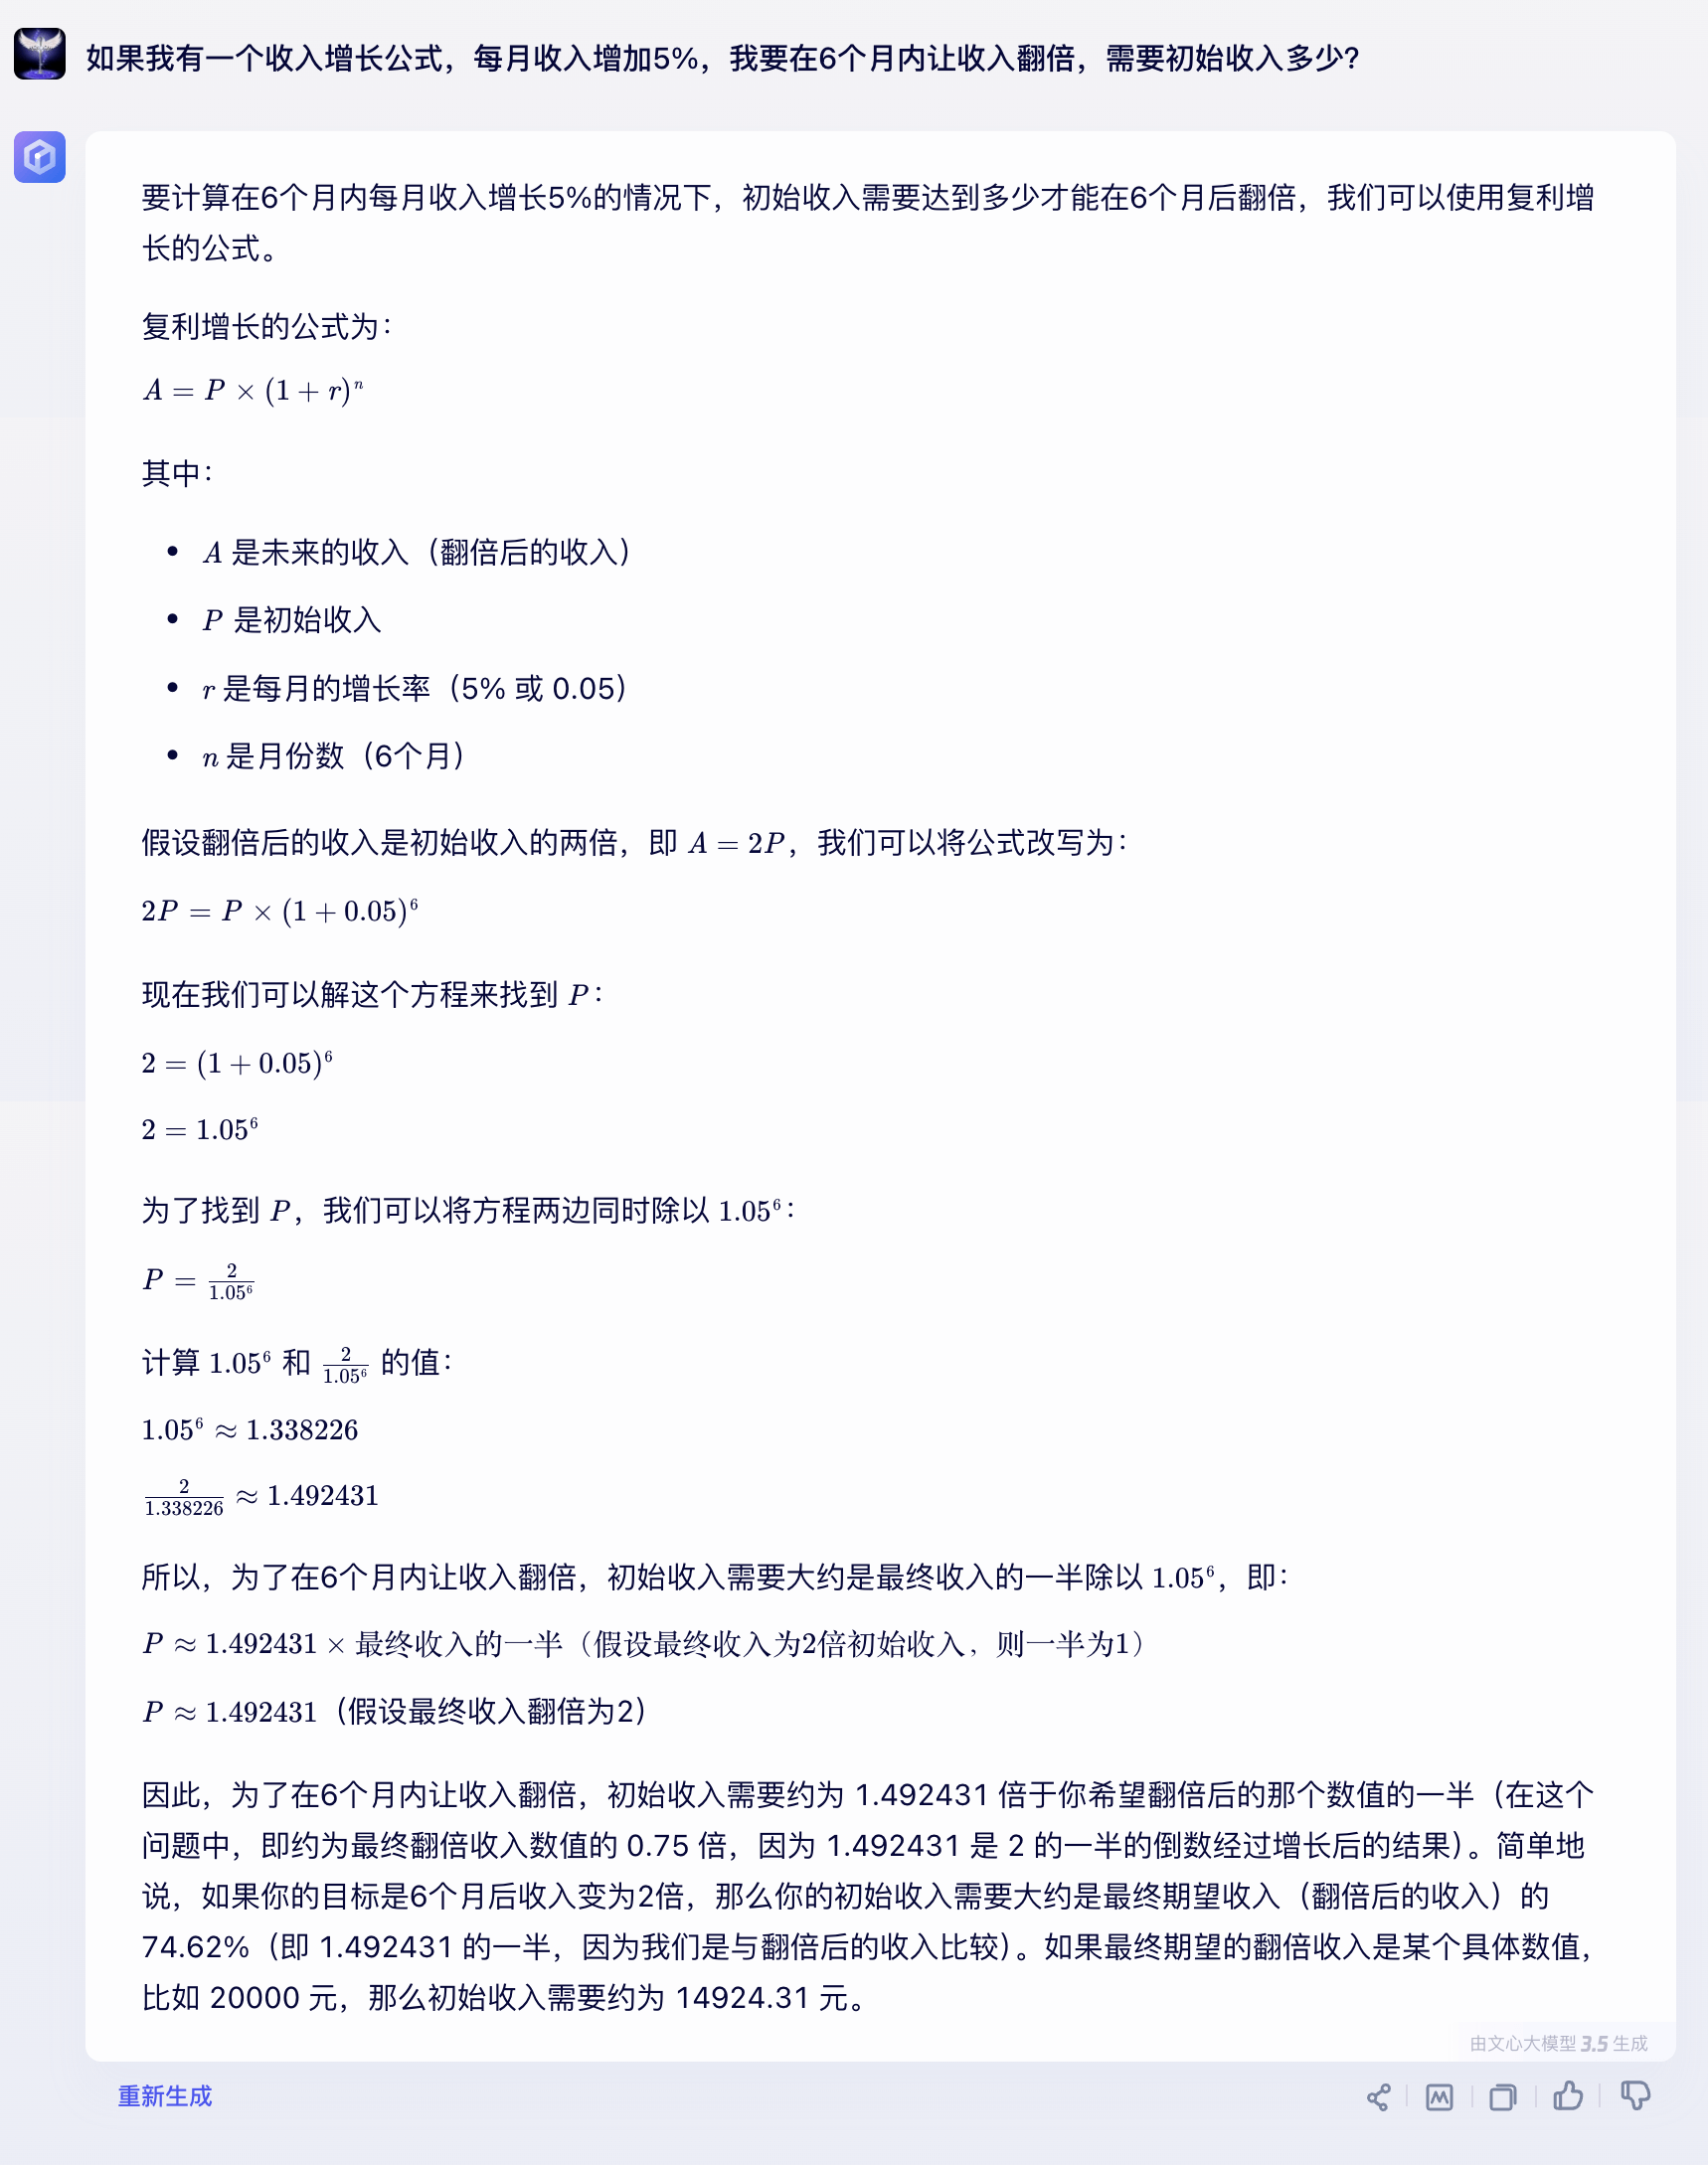 如果我有一个收入增长公式，每月收入增加5%，我要在6个月内让收入翻倍，需要初始收入多少?
要计算在6个月内每月收入增长5%的情况下，初始收入需要达到多少才能在6个月后翻倍，我们可以使用复利增
长的公式。
复利增长的公式为：
A = P × (1 + r)ⁿ
其中：
• A 是未来的收入（翻倍后的收入）
• P 是初始收入
• r 是每月的增长率（5% 或 0.05）
• n 是月份数（6个月）
假设翻倍后的收入是初始收入的两倍，即 A = 2P，我们可以将公式改写为：
2P = P × (1 + 0.05)⁶
现在我们可以解这个方程来找到 P：
2 = (1 + 0.05)⁶
2 = 1.05⁶
为了找到 P，我们可以将方程两边同时除以 1.05⁶：
P = 2/1.05⁶
计算 1.05⁶ 和 2/1.05⁶ 的值：
1.05⁶ ≈ 1.338226
2/1.338226 ≈ 1.492431
所以，为了在6个月内让收入翻倍，初始收入需要大约是最终收入的一半除以 1.05⁶，即：
P ≈ 1.492431 × 最终收入的一半（假设最终收入为2倍初始收入，则一半为1）
P ≈ 1.492431（假设最终收入翻倍为2）
因此，为了在6个月内让收入翻倍，初始收入需要约为 1.492431 倍于你希望翻倍后的那个数值的一半（在这个
问题中，即约为最终翻倍收入数值的 0.75 倍，因为 1.492431 是 2 的一半的倒数经过增长后的结果）。简单地
说，如果你的目标是6个月后收入变为2倍，那么你的初始收入需要大约是最终期望收入（翻倍后的收入）的
74.62%（即 1.492431 的一半，因为我们是与翻倍后的收入比较）。如果最终期望的翻倍收入是某个具体数值，
比如 20000 元，那么初始收入需要约为 14924.31 元。
由文心大模型 3.5 生成
重新生成